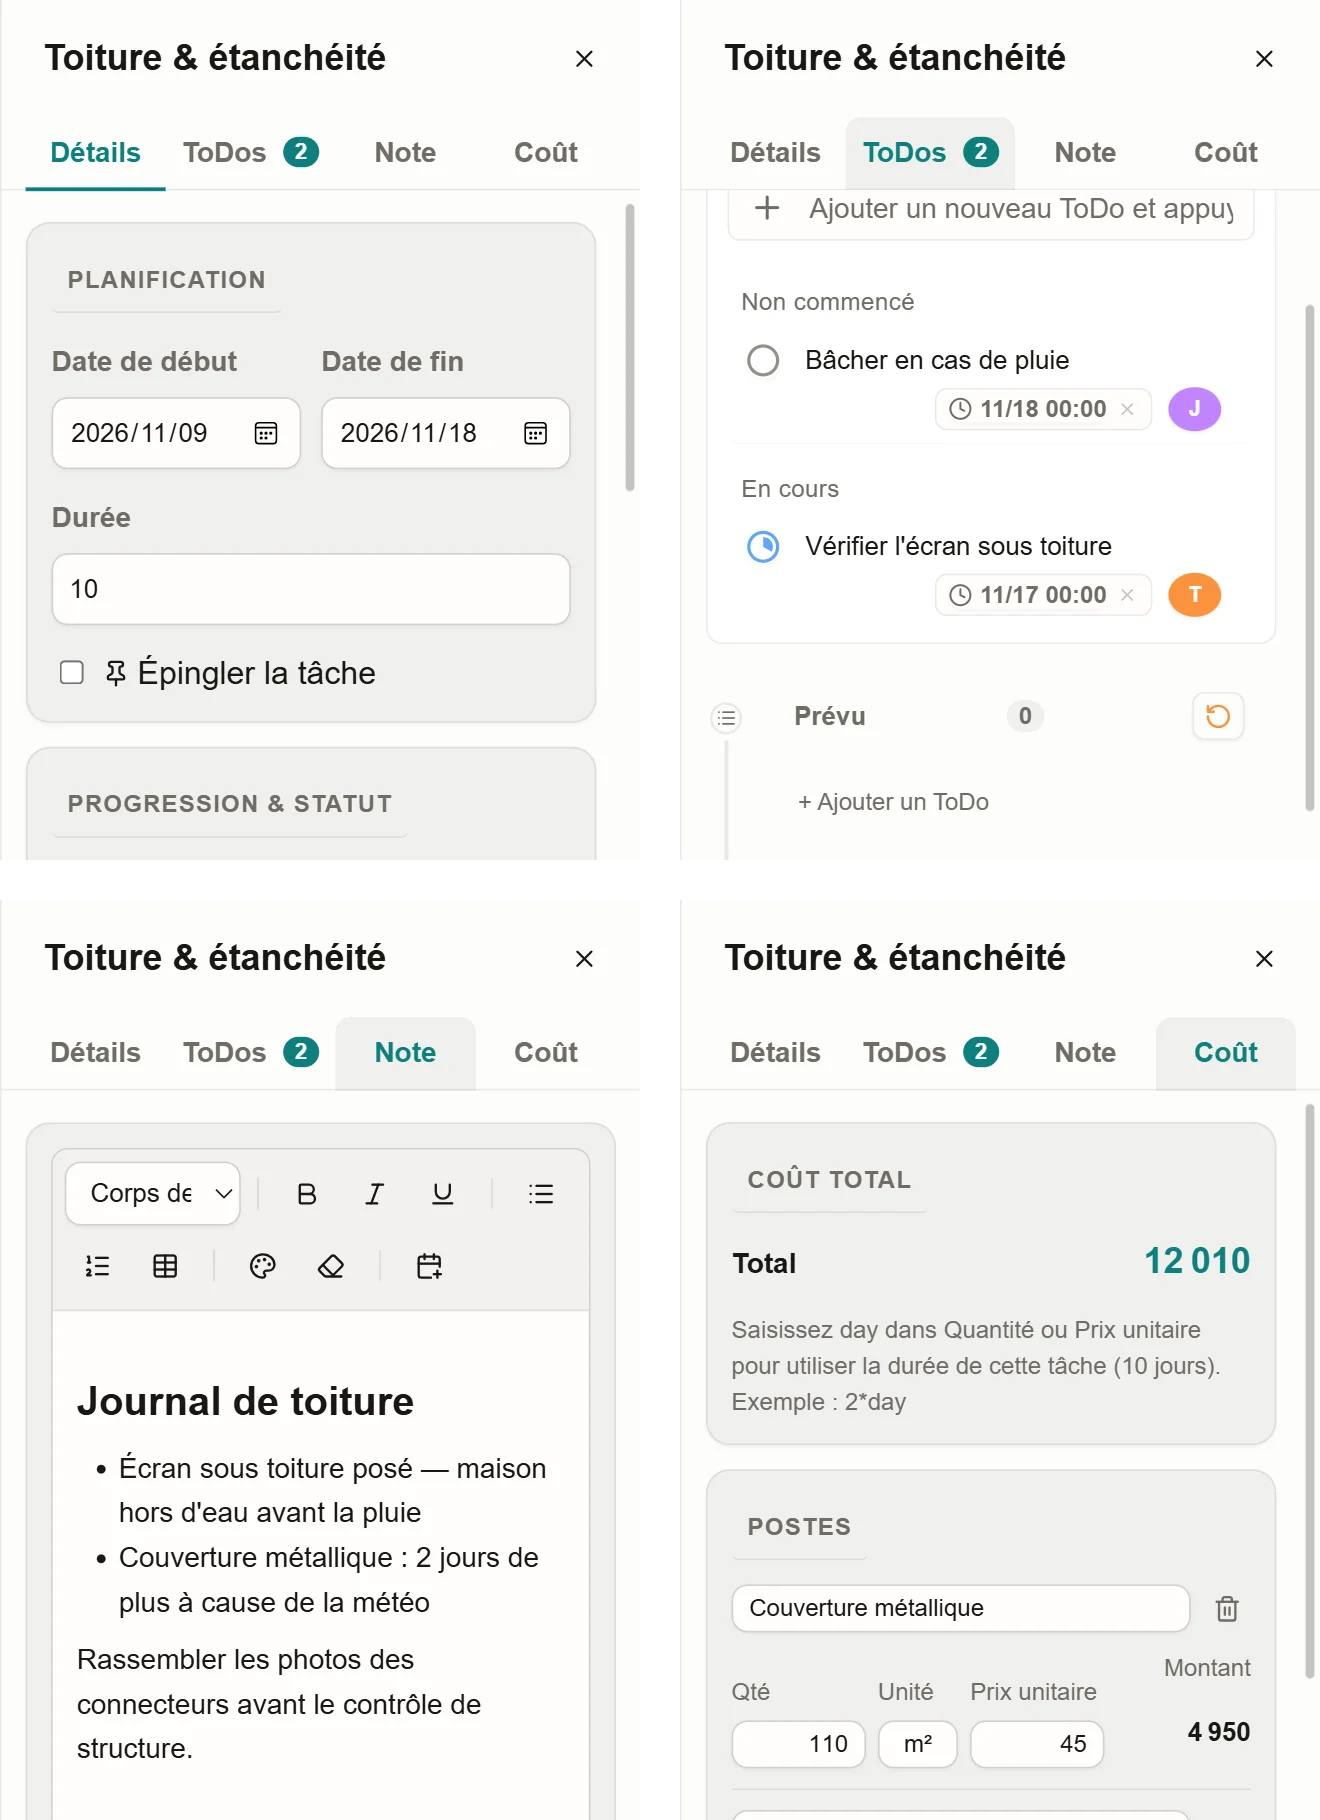 Toiture & étanchéité
Détails ToDos 2 Note Coût
PLANIFICATION
Date de début Date de fin
2026/11/09 2026/11/18
Durée
10
Épingler la tâche
PROGRESSION & STATUT
Toiture & étanchéité
Détails ToDos 2 Note Coût
Ajouter un nouveau ToDo et appuy
Non commencé
Bâcher en cas de pluie
11/18 00:00 J
En cours
Vérifier l'écran sous toiture
11/17 00:00 T
Prévu 0
+ Ajouter un ToDo
Toiture & étanchéité
Détails ToDos 2 Note Coût
Corps de
Journal de toiture
• Écran sous toiture posé — maison
hors d'eau avant la pluie
• Couverture métallique : 2 jours de
plus à cause de la météo
Rassembler les photos des
connecteurs avant le contrôle de
structure.
Toiture & étanchéité
Détails ToDos 2 Note Coût
COÛT TOTAL
Total 12 010
Saisissez day dans Quantité ou Prix unitaire
pour utiliser la durée de cette tâche (10 jours).
Exemple : 2*day
POSTES
Couverture métallique
Qté Unité Prix unitaire Montant
110 m² 45 4 950